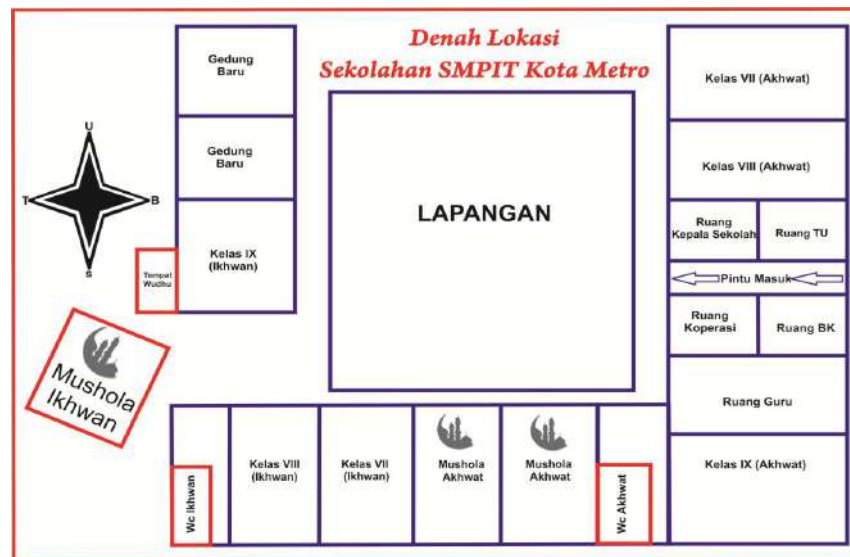 Denah Lokasi
Sekolahan SMPIT Kota Metro
U
T
B
S
Gedung
Baru
Gedung
Baru
Kelas IX
(Ikhwan)
Tempat
Wudhu
Mushola
Ikhwan
LAPANGAN
Kelas VII (Akhwat)
Kelas VIII (Akhwat)
Ruang
Kepala Sekolah
Ruang TU
Pintu Masuk
Ruang
Koperasi
Ruang BK
Ruang Guru
Kelas IX (Akhwat)
Wc Ikhwan
Kelas VIII
(Ikhwan)
Kelas VII
(Ikhwan)
Mushola
Akhwat
Mushola
Akhwat
Wc Akhwat